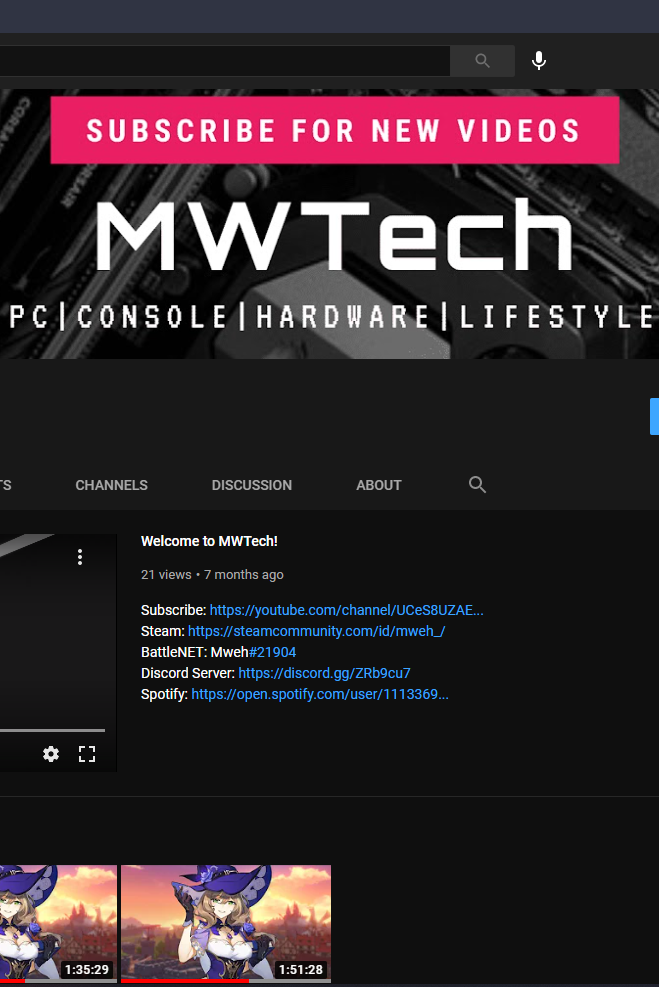 SUBSCRIBE FOR NEW VIDEOS
CORSAIR
CORSAIR
MWTech
PC|CONSOLE|HARDWARE|LIFESTYLE
TS CHANNELS DISCUSSION ABOUT
Welcome to MWTech!
21 views • 7 months ago
Subscribe: https://youtube.com/channel/UCeS8UZAE...
Steam: https://steamcommunity.com/id/mweh_/
BattleNET: Mweh#21904
Discord Server: https://discord.gg/ZRb9cu7
Spotify: https://open.spotify.com/user/1113369...
1:35:29 1:51:28